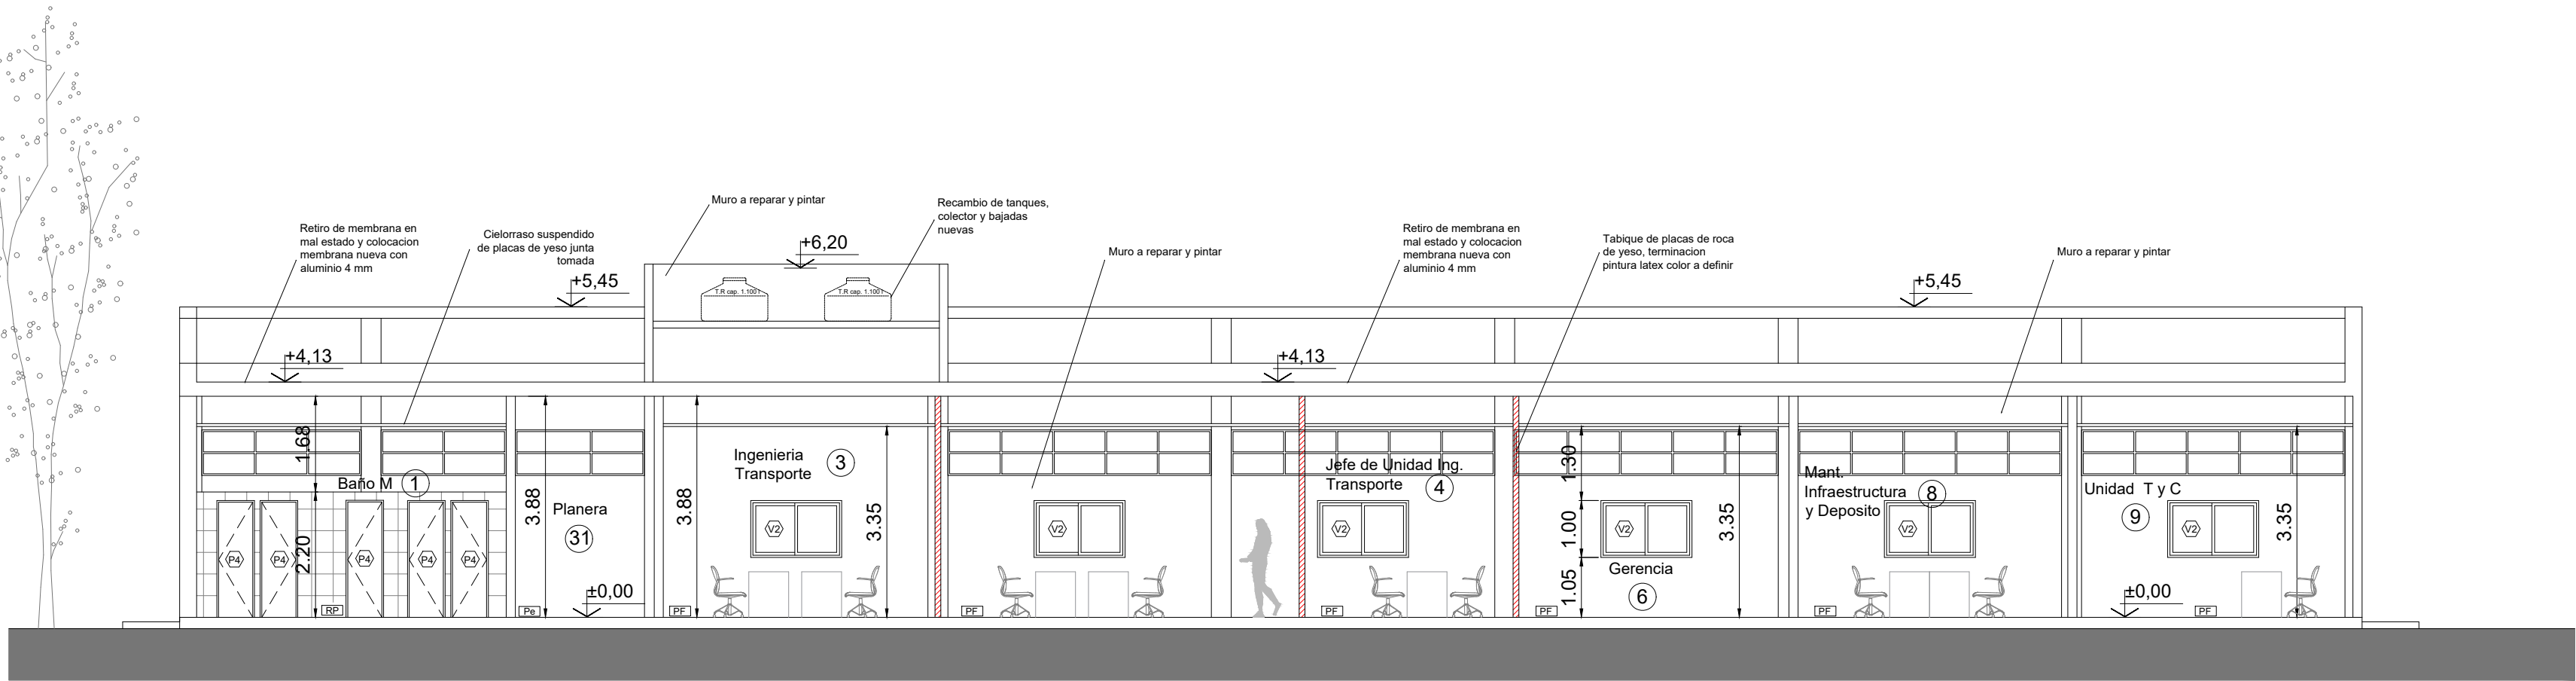 Muro a reparar y pintar
Recambio de tanques,
colector y bajadas
nuevas
Retiro de membrana en
mal estado y colocacion
membrana nueva con
aluminio 4 mm
Cielorraso suspendido
de placas de yeso junta
tomada
+6,20
Muro a reparar y pintar
Retiro de membrana en
mal estado y colocacion
membrana nueva con
aluminio 4 mm
Tabique de placas de roca
de yeso, terminacion
pintura latex color a definir
Muro a reparar y pintar
+5,45
T.R cap. 1.100 l
T.R cap. 1.100 l
+5,45
+4,13
+4,13
1.68
Baño M 1
2.20
P4
P4
P4
P4
P4
RP
3.88
Planera
31
Pe
±0,00
3.88
Ingenieria
Transporte
3
V2
PF
3.35
V2
PF
Jefe de Unidad Ing.
Transporte
4
V2
PF
1.30
1.00
1.05
V2
Gerencia
6
PF
3.35
Mant.
Infraestructura
y Deposito
8
V2
PF
Unidad T y C
9
V2
±0,00
PF
3.35